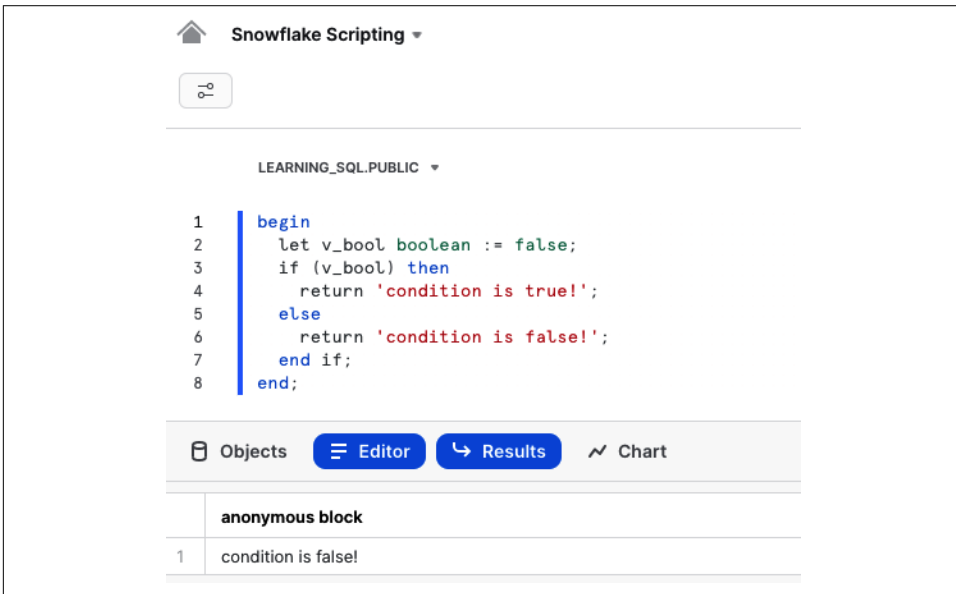 Snowflake Scripting
LEARNING_SQL.PUBLIC
1 begin
2   let v_bool boolean := false;
3   if (v_bool) then
4     return 'condition is true!';
5   else
6     return 'condition is false!';
7   end if;
8 end;
Objects Editor Results Chart
anonymous block
1 condition is false!